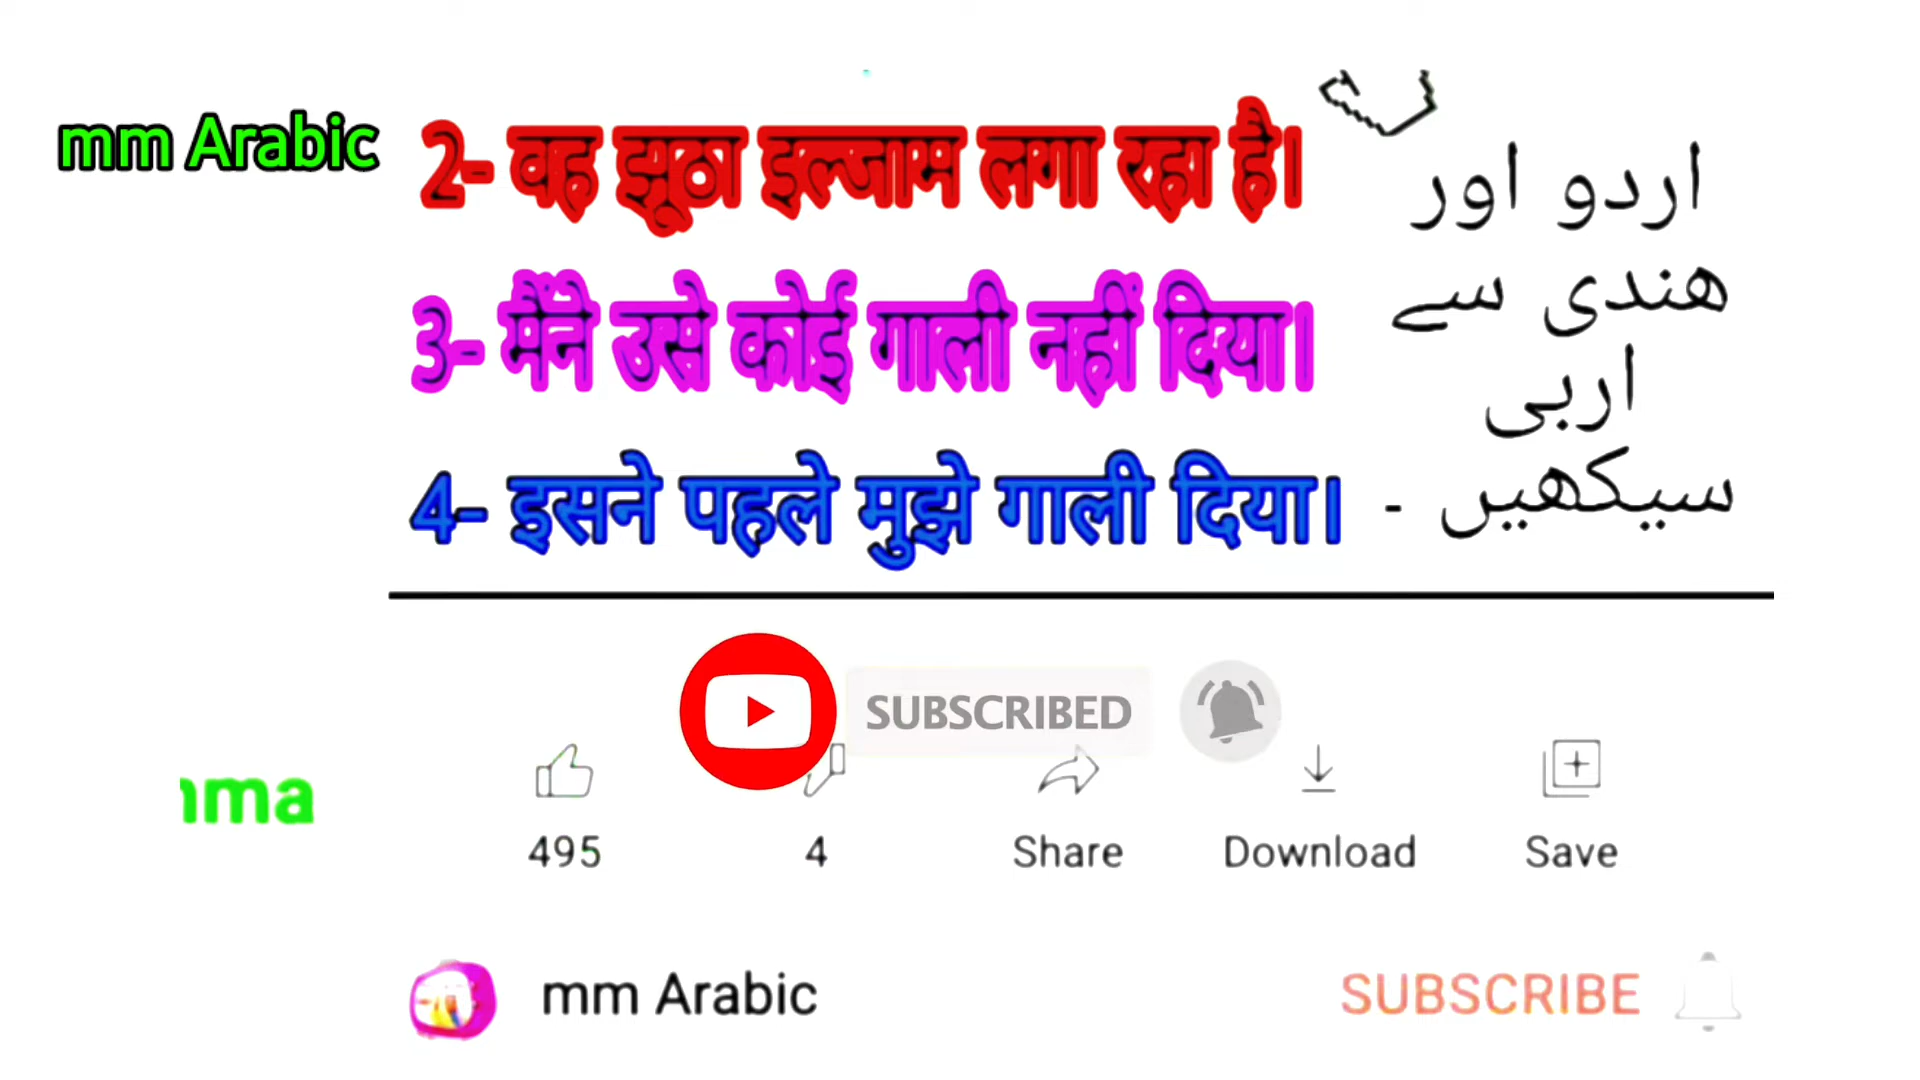 mm Arabic
2- वह झूठा इल्जाम लगा रहा है।
3- मैंने उसे कोई गाली नहीं दिया।
4- इसने पहले मुझे गाली दिया।
اردو اور
ھندی سے
اربی
سیکھیں -
SUBSCRIBED
495
4
Share
Download
Save
mm Arabic
SUBSCRIBE